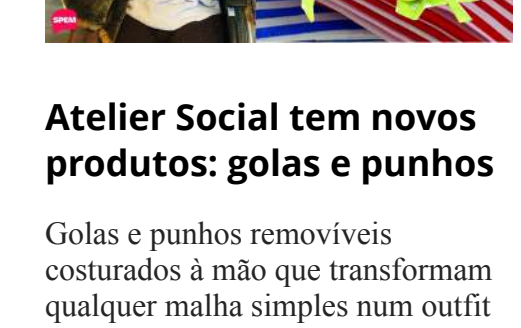 SPEM
Atelier Social tem novos
produtos: golas e punhos
Golas e punhos removíveis
costurados à mão que transformam
qualquer malha simples num outfit